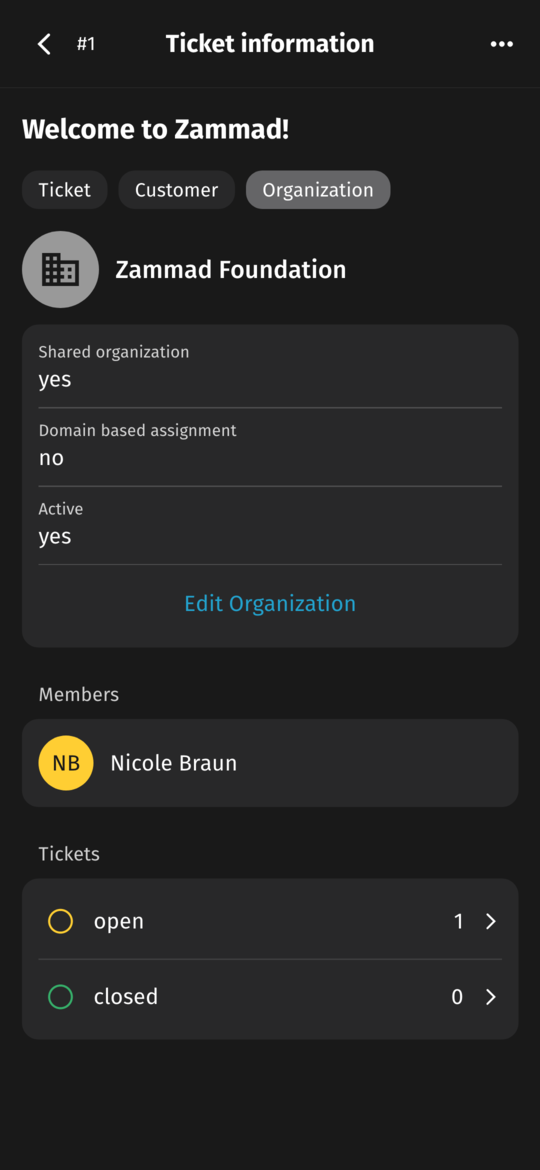 #1 Ticket information
Welcome to Zammad!
Ticket Customer Organization
Zammad Foundation
Shared organization
yes
Domain based assignment
no
Active
yes
Edit Organization
Members
NB Nicole Braun
Tickets
open 1
closed 0